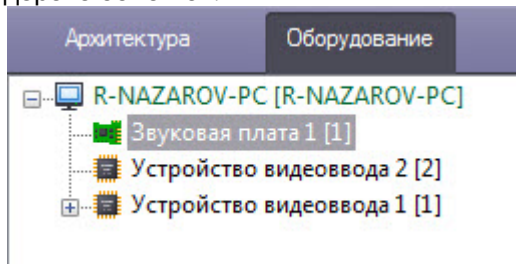 Архитектура Оборудование
R-NAZAROV-PC [R-NAZAROV-PC]
Звуковая плата 1 [1]
Устройство видеоввода 2 [2]
Устройство видеоввода 1 [1]